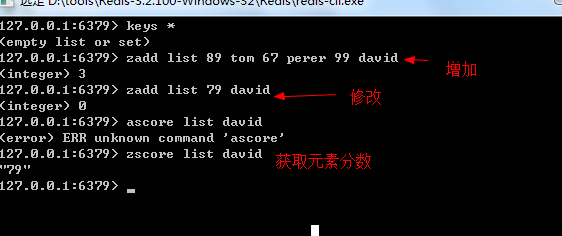 远是 D:\tools\Redis-3.2.100-Windows-32\Redis\redis-cli.exe
127.0.0.1:6379> keys *
(empty list or set)
127.0.0.1:6379> zadd list 89 tom 67 perer 99 david
(integer) 3
增加
127.0.0.1:6379> zadd list 79 david
(integer) 0
修改
127.0.0.1:6379> ascore list david
(error) ERR unknown command 'ascore'
127.0.0.1:6379> zscore list david
获取元素分数
"79"
127.0.0.1:6379>